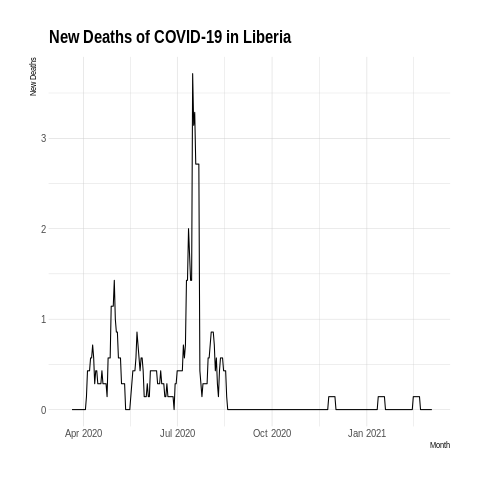 New Deaths of COVID-19 in Liberia
New Deaths
3
2
1
0
Apr 2020
Jul 2020
Oct 2020
Jan 2021
Month